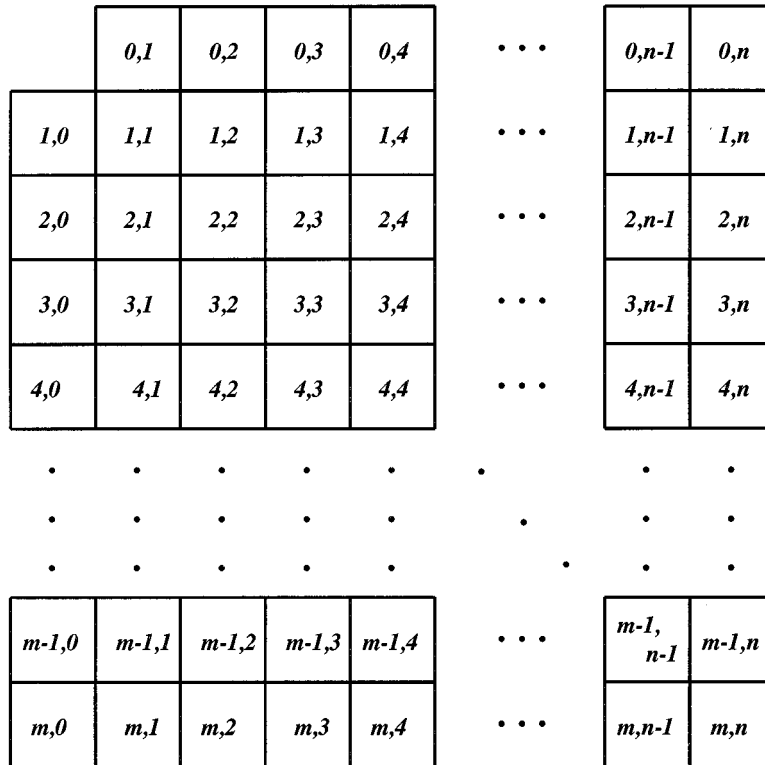 0,1 0,2 0,3 0,4 • • • 0,n-1 0,n
1,0 1,1 1,2 1,3 1,4 • • • 1,n-1 1,n
2,0 2,1 2,2 2,3 2,4 • • • 2,n-1 2,n
3,0 3,1 3,2 3,3 3,4 • • • 3,n-1 3,n
4,0 4,1 4,2 4,3 4,4 • • • 4,n-1 4,n
m-1,0 m-1,1 m-1,2 m-1,3 m-1,4 • • • m-1, n-1 m-1,n
m,0 m,1 m,2 m,3 m,4 • • • m,n-1 m,n